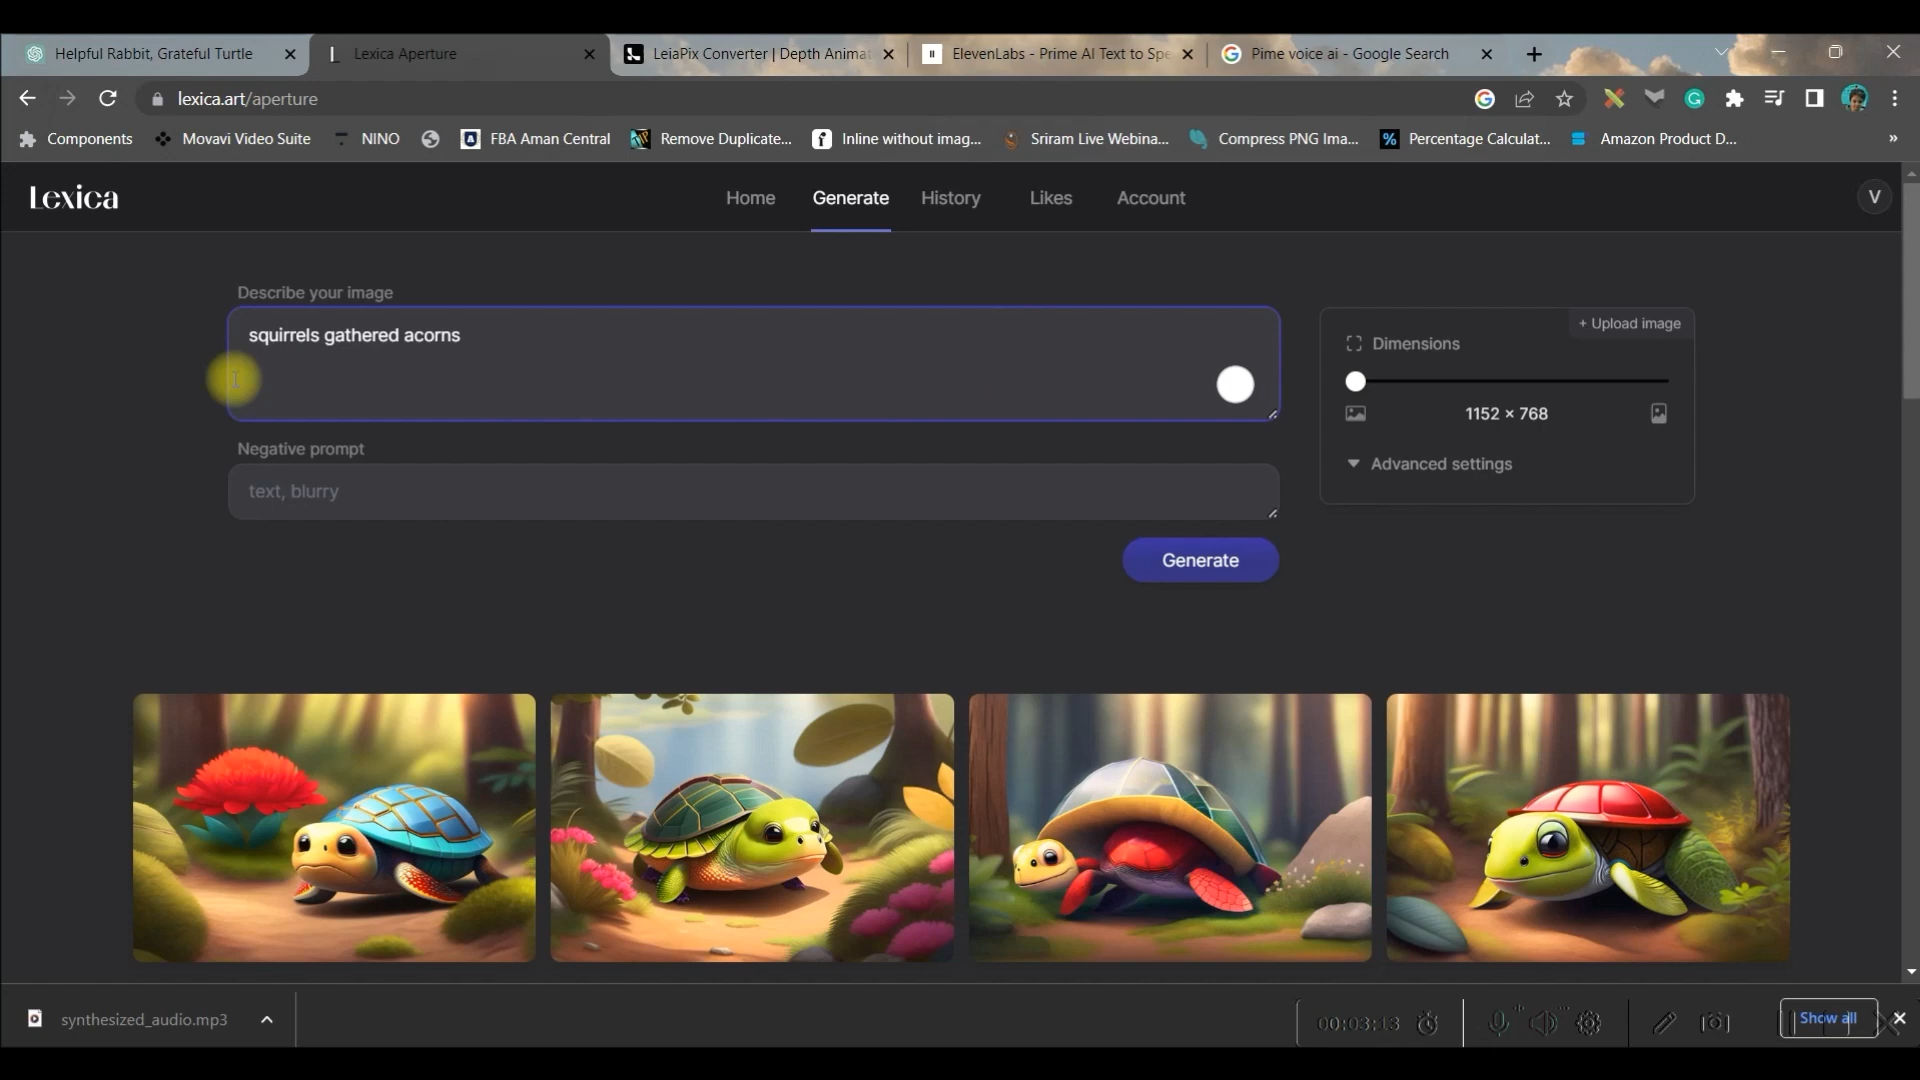 Helpful Rabbit, Grateful Turtle
Lexica Aperture
LeiaPix Converter | Depth Animat
ElevenLabs - Prime AI Text to Spe
Pime voice ai - Google Search
lexica.art/aperture
Components
Movavi Video Suite
NINO
FBA Aman Central
Remove Duplicate...
Inline without imag...
Sriram Live Webina...
Compress PNG Ima...
Percentage Calculat...
Amazon Product D...
»
Lexica
Home
Generate
History
Likes
Account
V
Describe your image
squirrels gathered acorns
+ Upload image
Dimensions
1152 × 768
Advanced settings
Negative prompt
text, blurry
Generate
synthesized_audio.mp3
00:03:13
Show all